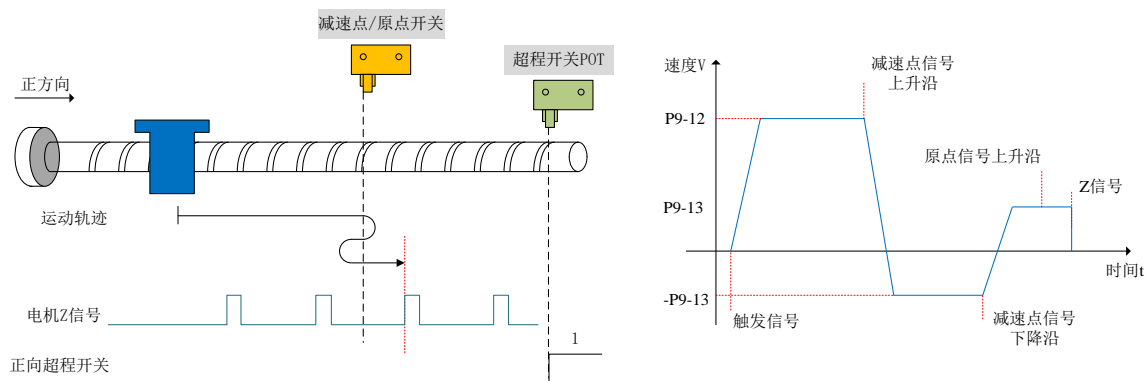 减速点/原点开关
超程开关POT
正方向
运动轨迹
电机Z信号
正向超程开关
1
速度V
减速点信号
上升沿
P9-12
原点信号上升沿
Z信号
P9-13
时间t
-P9-13
触发信号
减速点信号
下降沿